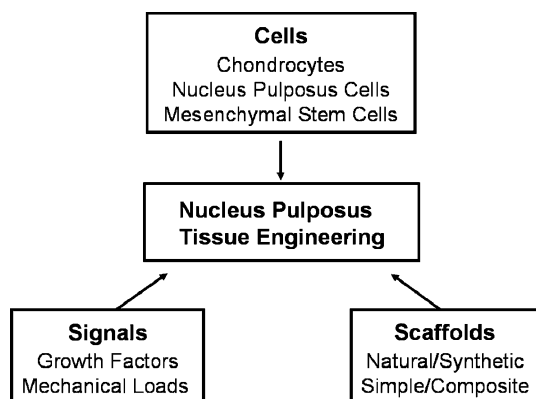 Cells
Chondrocytes
Nucleus Pulposus Cells
Mesenchymal Stem Cells
Nucleus Pulposus
Tissue Engineering
Signals
Growth Factors
Mechanical Loads
Scaffolds
Natural/Synthetic
Simple/Composite